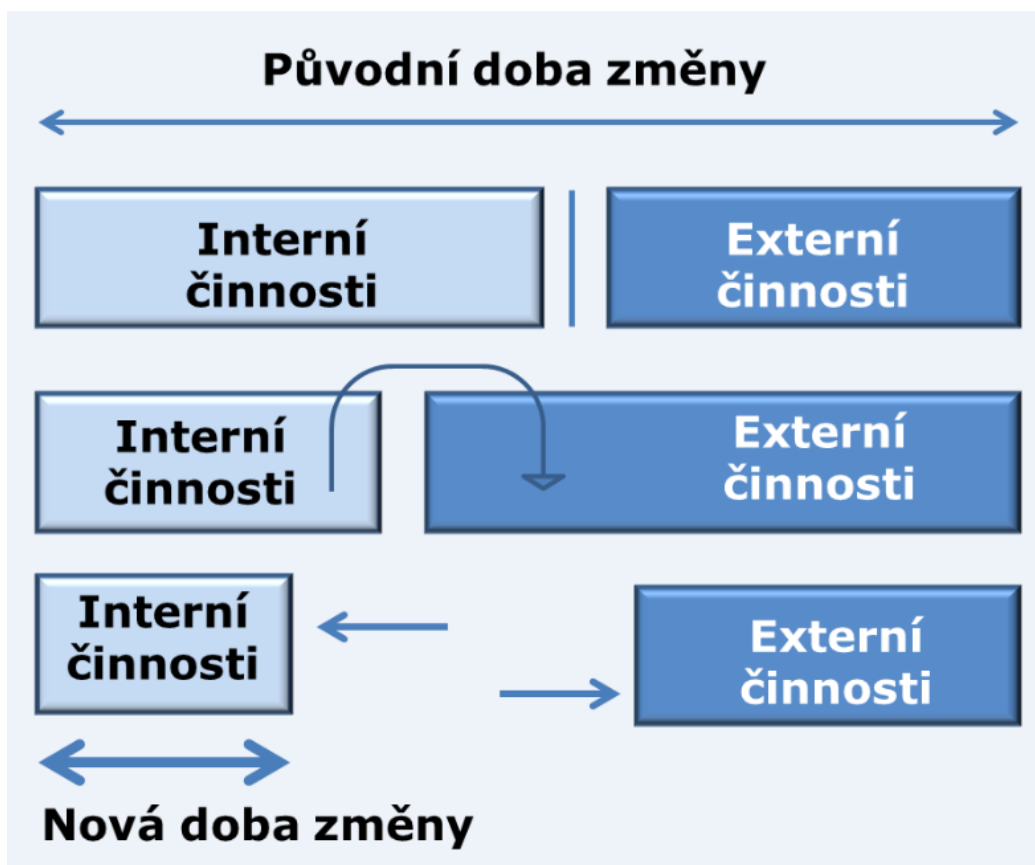 Původní doba změny
Interní
činnosti
Externí
činnosti
Interní
činnosti
Externí
činnosti
Interní
činnosti
Externí
činnosti
Nová doba změny